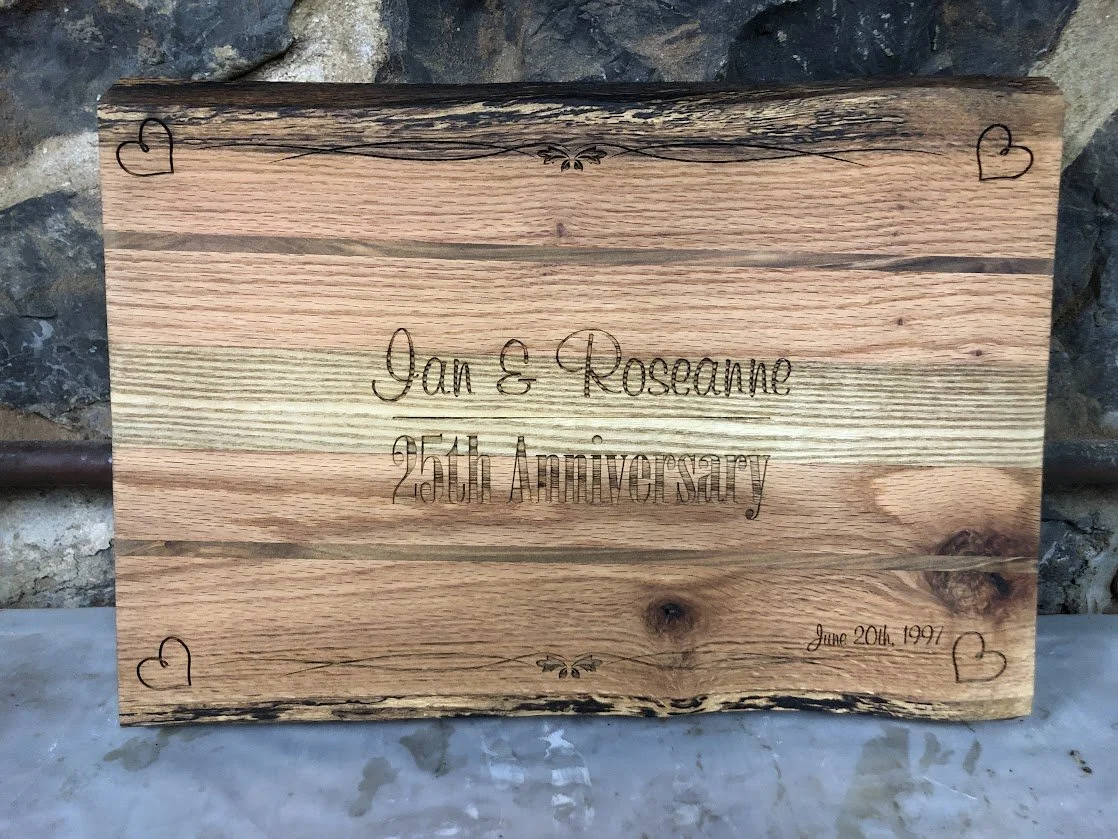 Ian & Roseanne
25th Anniversary
June 20th, 1997